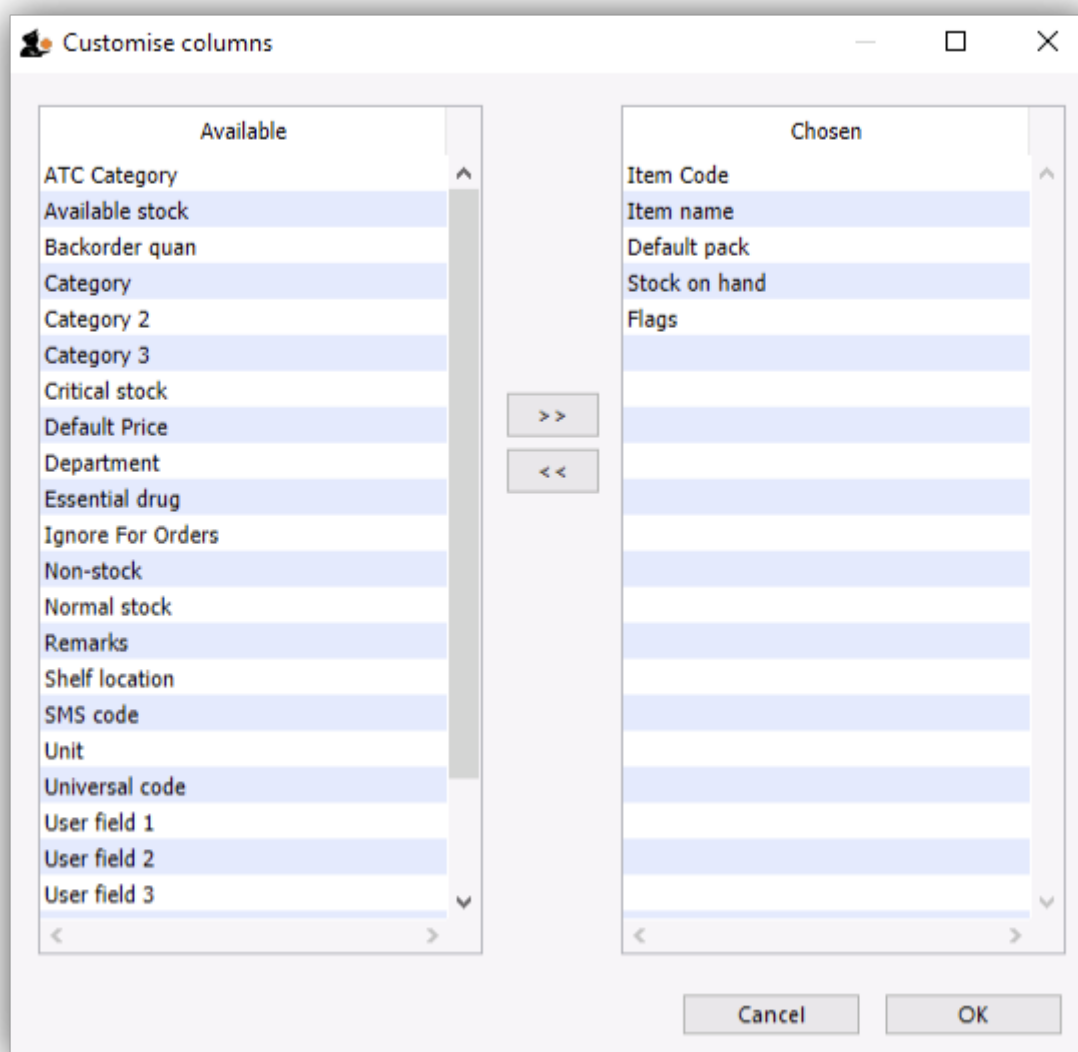 Customise columns
Available
ATC Category
Available stock
Backorder quan
Category
Category 2
Category 3
Critical stock
Default Price
Department
Essential drug
Ignore For Orders
Non-stock
Normal stock
Remarks
Shelf location
SMS code
Unit
Universal code
User field 1
User field 2
User field 3
>>
<<
Chosen
Item Code
Item name
Default pack
Stock on hand
Flags
Cancel
OK